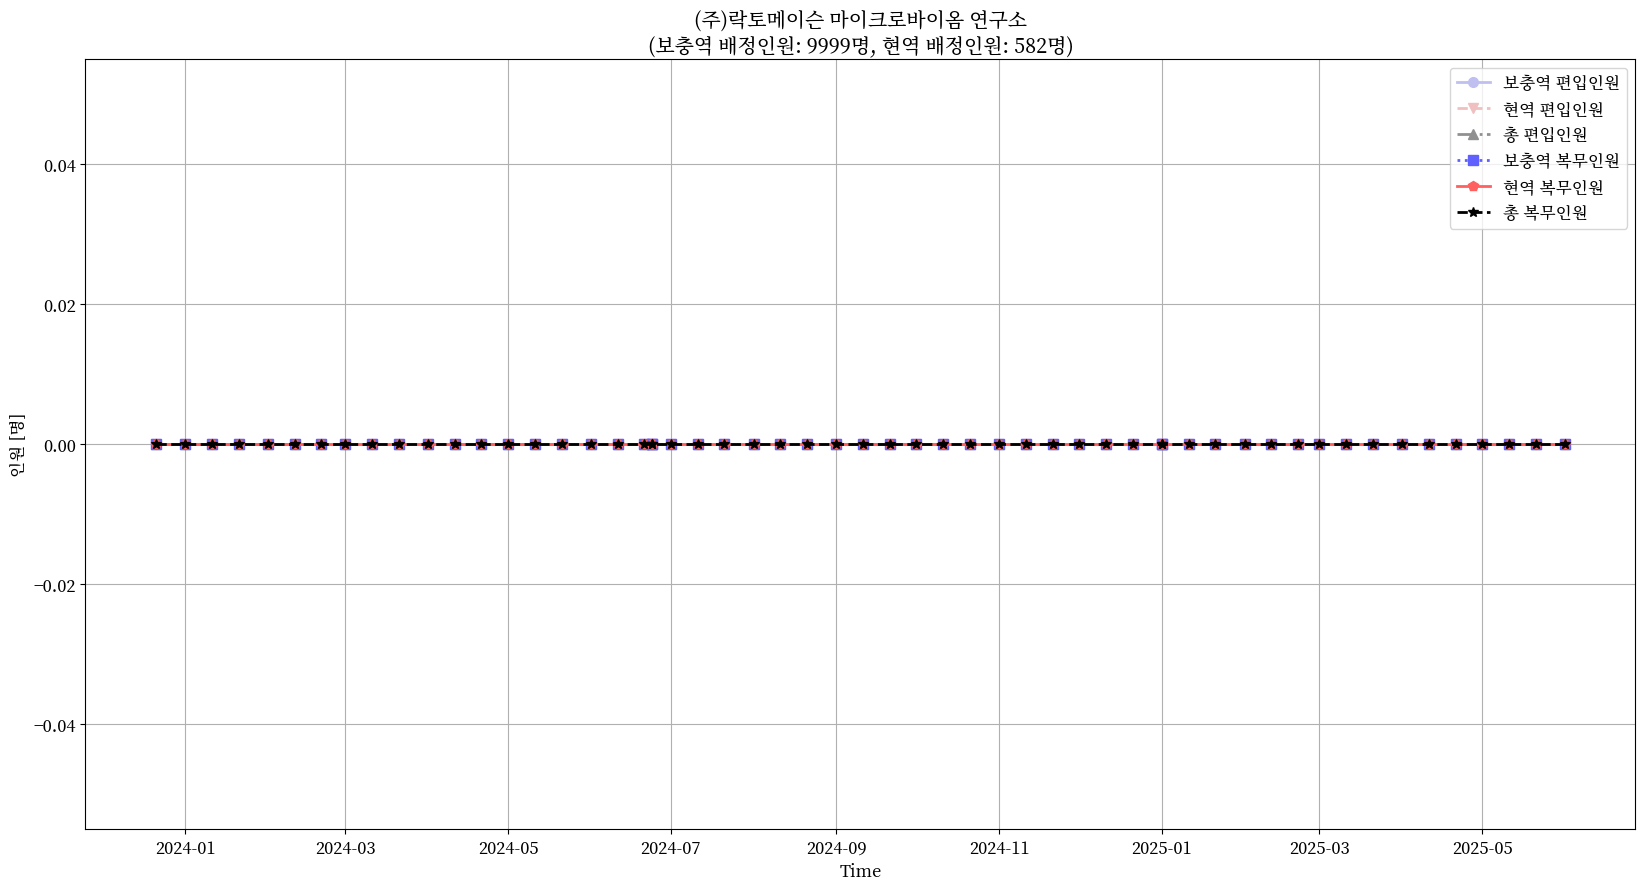 (주)락토메이슨 마이크로바이옴 연구소
(보충역 배정인원: 9999명, 현역 배정인원: 582명)
보충역 편입인원
현역 편입인원
총 편입인원
보충역 복무인원
현역 복무인원
총 복무인원
인원 [명]
0.04
0.02
0.00
−0.02
−0.04
2024-01
2024-03
2024-05
2024-07
2024-09
2024-11
2025-01
2025-03
2025-05
Time